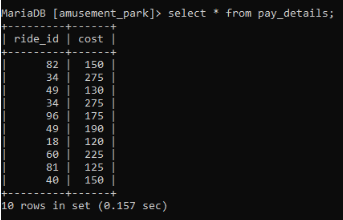 MariaDB [amusement_park]> select * from pay_details;
+---------+------+
| ride_id | cost |
+---------+------+
|      82 |  150 |
|      34 |  275 |
|      49 |  130 |
|      34 |  275 |
|      96 |  175 |
|      49 |  190 |
|      18 |  120 |
|      60 |  225 |
|      81 |  125 |
|      40 |  150 |
+---------+------+
10 rows in set (0.157 sec)